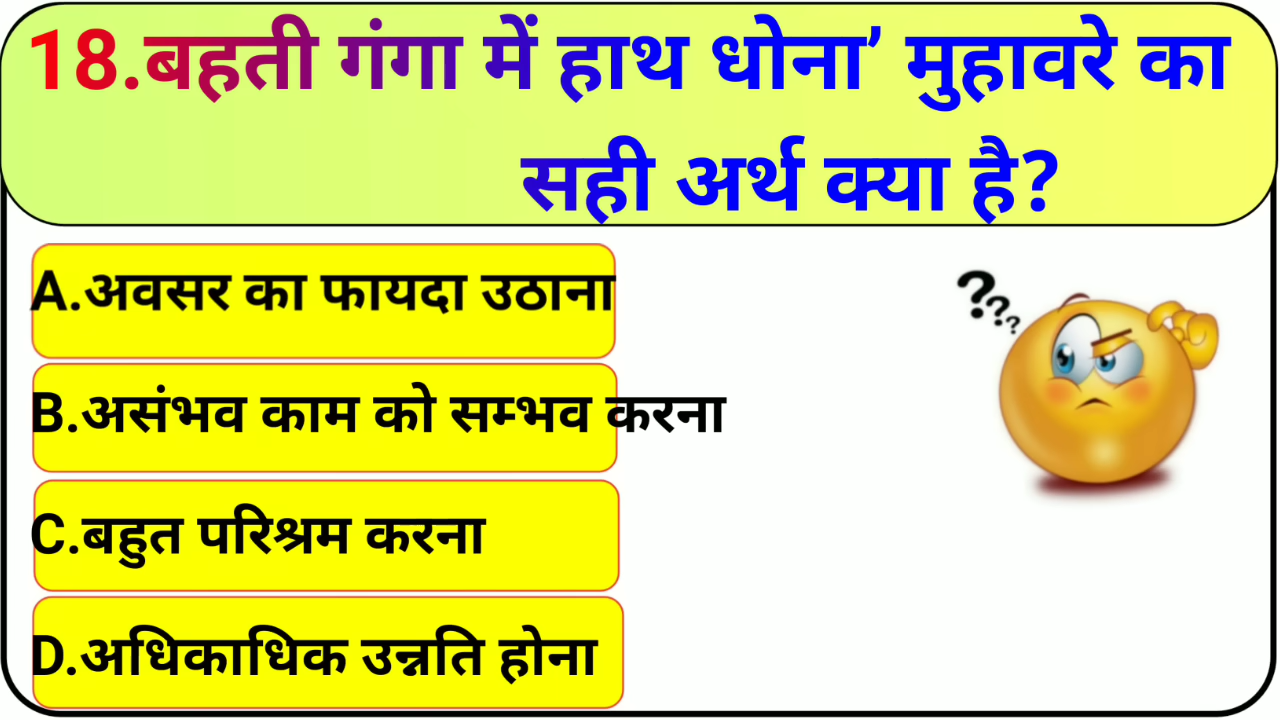 18.बहती गंगा में हाथ धोना’ मुहावरे का
सही अर्थ क्या है?
A.अवसर का फायदा उठाना
???
B.असंभव काम को सम्भव करना
C.बहुत परिश्रम करना
D.अधिकाधिक उन्नति होना